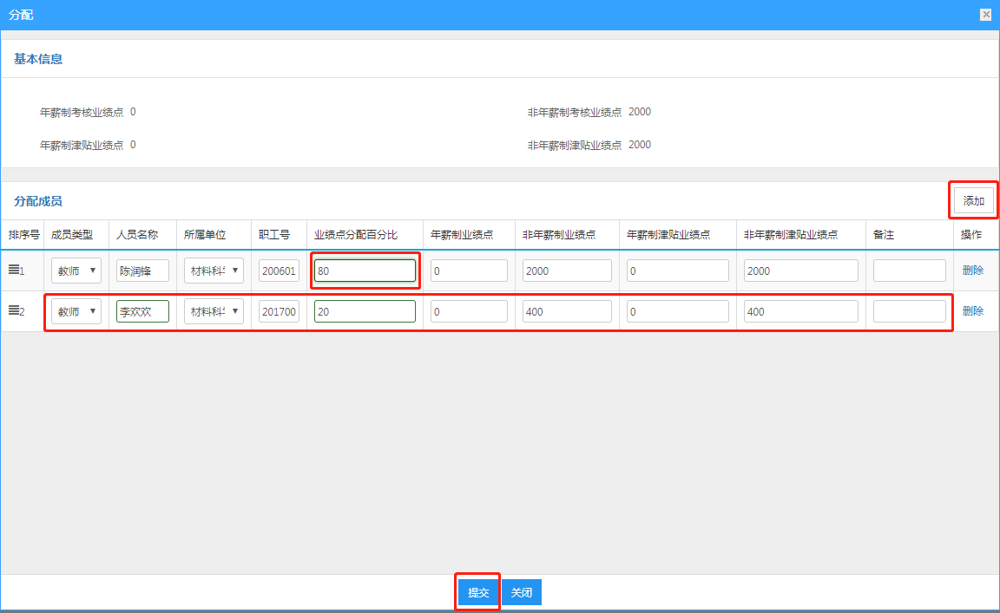 分配
基本信息
年薪制考核业绩点 0 非年薪制考核业绩点 2000
年薪制津贴业绩点 0 非年薪制津贴业绩点 2000
分配成员 添加
排序号 成员类型 人员名称 所属单位 职工号 业绩点分配百分比 年薪制业绩点 非年薪制业绩点 年薪制津贴业绩点 非年薪制津贴业绩点 备注 操作
1 教师 陈润锋 材料科 200601 80 0 2000 0 2000 删除
2 教师 李欢欢 材料科 201700 20 0 400 0 400 删除
提交 关闭